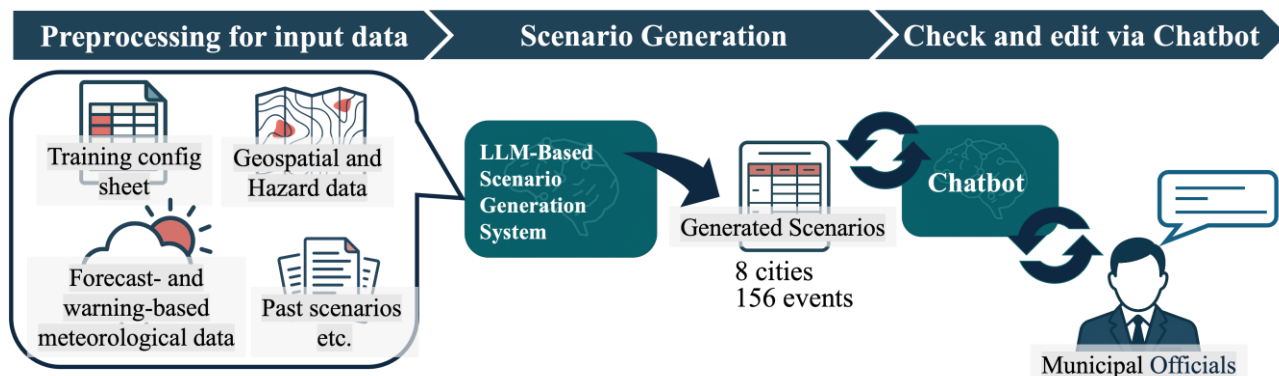 Preprocessing for input data
Scenario Generation
Check and edit via Chatbot
Training config
sheet
Geospatial and
Hazard data
Forecast- and
warning-based
meteorological data
Past scenarios
etc.
LLM-Based
Scenario
Generation
System
Generated Scenarios
8 cities
156 events
Chatbot
Municipal Officials